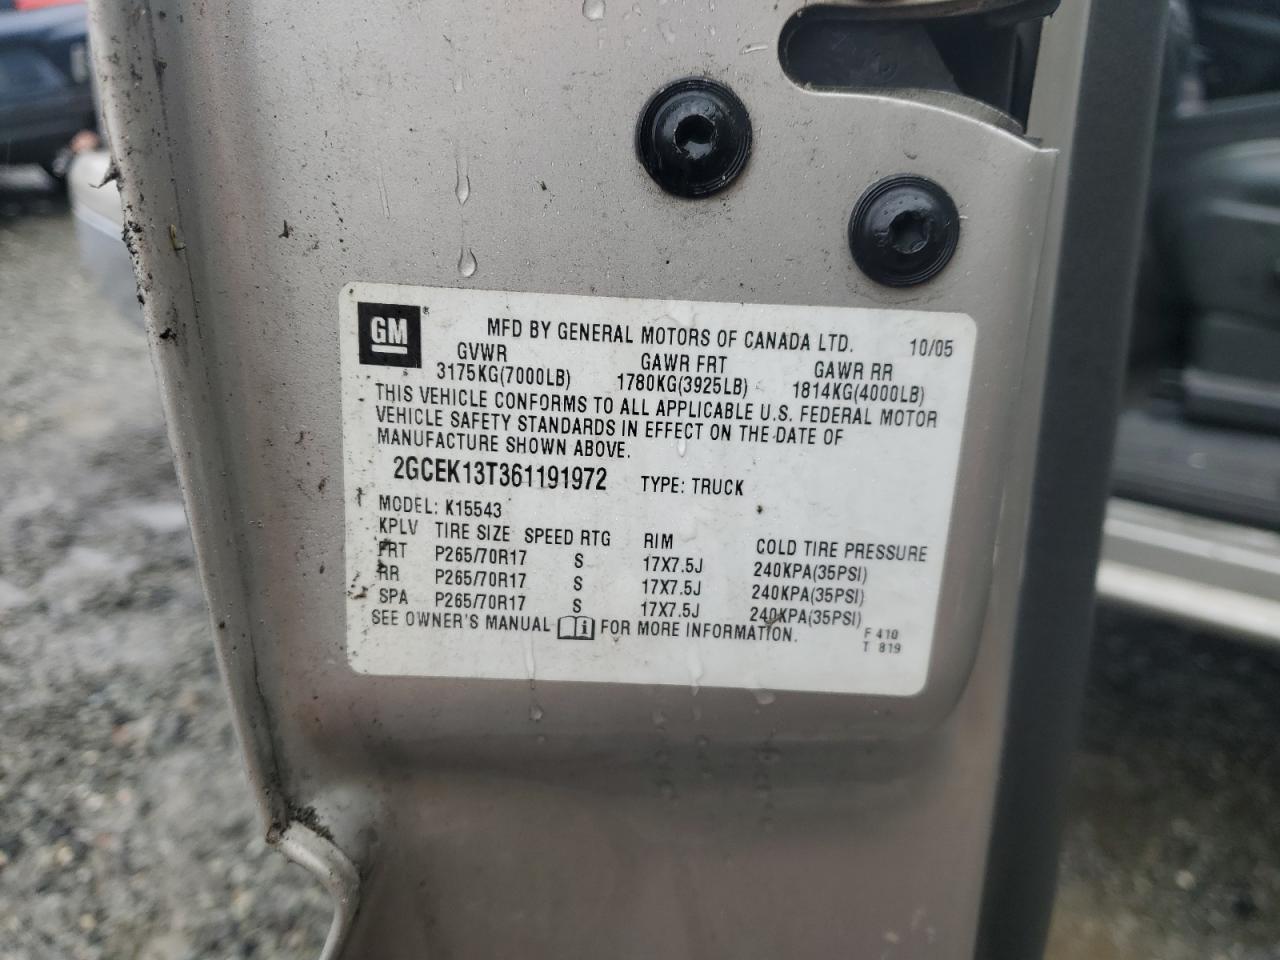 GM ®
MFD BY GENERAL MOTORS OF CANADA LTD. 10/05
GVWR GAWR FRT GAWR RR
3175KG(7000LB) 1780KG(3925LB) 1814KG(4000LB)
THIS VEHICLE CONFORMS TO ALL APPLICABLE U.S. FEDERAL MOTOR
VEHICLE SAFETY STANDARDS IN EFFECT ON THE DATE OF
MANUFACTURE SHOWN ABOVE.
2GCEK13T361191972 TYPE: TRUCK
MODEL: K15543
KPLV TIRE SIZE SPEED RTG RIM COLD TIRE PRESSURE
FRT P265/70R17 S 17X7.5J 240KPA(35PSI)
RR P265/70R17 S 17X7.5J 240KPA(35PSI)
SPA P265/70R17 S 17X7.5J 240KPA(35PSI)
SEE OWNER'S MANUAL i FOR MORE INFORMATION.
F 410
T 819